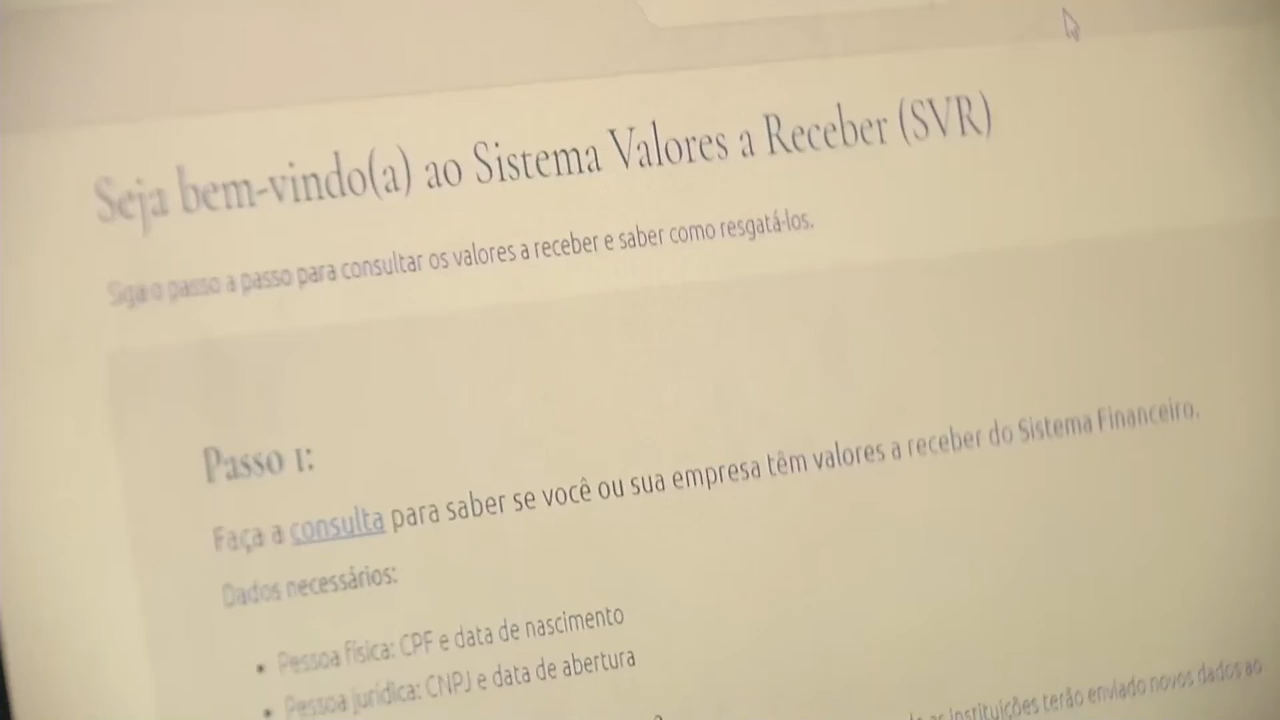 Seja bem-vindo(a) ao Sistema Valores a Receber (SVR)
Siga o passo a passo para consultar os valores a receber e saber como resgatá-los.
Passo 1:
Faça a consulta para saber se você ou sua empresa têm valores a receber do Sistema Financeiro.
Dados necessários:
• Pessoa física: CPF e data de nascimento
• Pessoa jurídica: CNPJ e data de abertura
instituições terão enviado novos dados ao